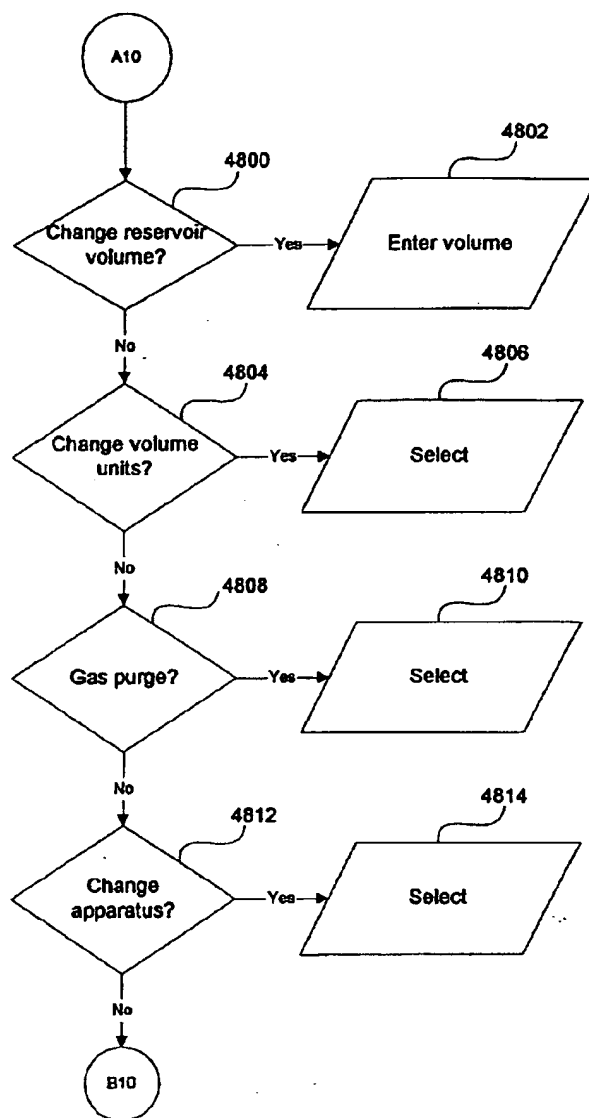 A10
4800
4802
Change reservoir
volume?
Yes
Enter volume
No
4804
4806
Change volume
units?
Yes
Select
No
4808
4810
Gas purge?
Yes
Select
No
4812
4814
Change
apparatus?
Yes
Select
No
B10